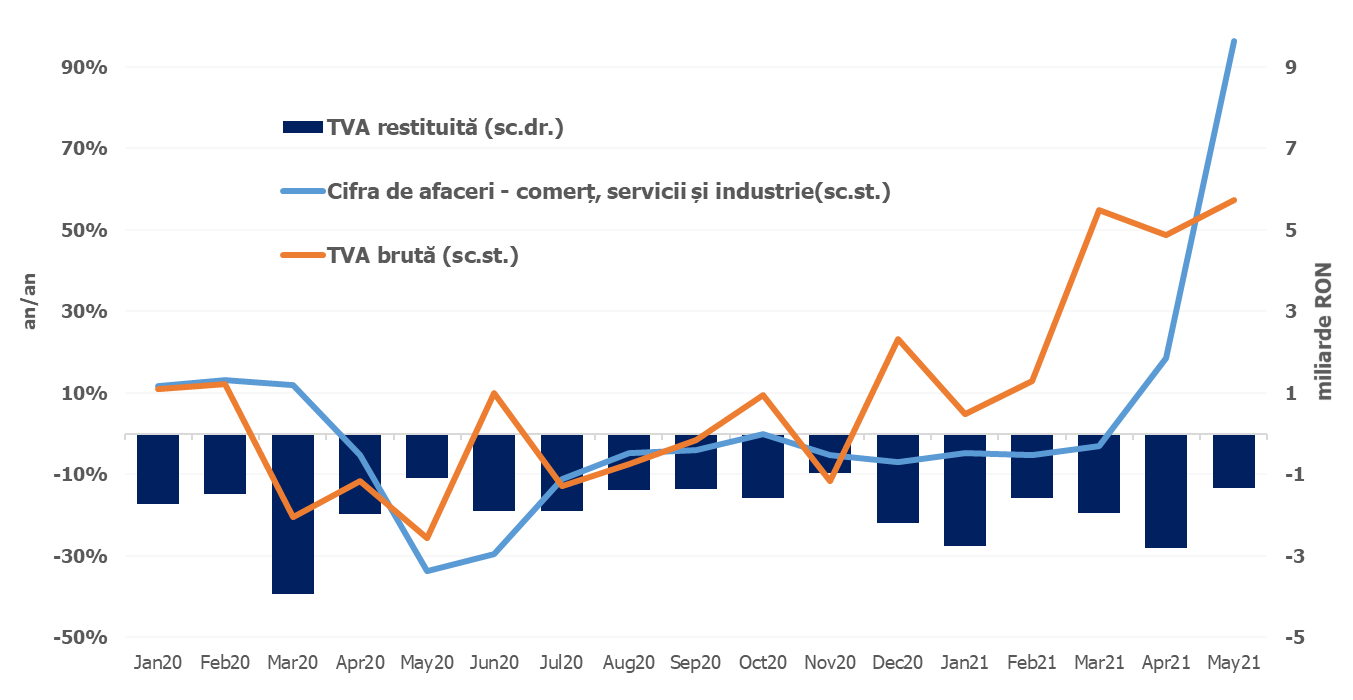 90%
70%
50%
30%
10%
-10%
-30%
-50%
an/an
TVA restituită (sc.dr.)
Cifra de afaceri - comerț, servicii și industrie(sc.st.)
TVA brută (sc.st.)
9
7
5
3
1
-1
-3
-5
miliarde RON
Jan20 Feb20 Mar20 Apr20 May20 Jun20 Jul20 Aug20 Sep20 Oct20 Nov20 Dec20 Jan21 Feb21 Mar21 Apr21 May21